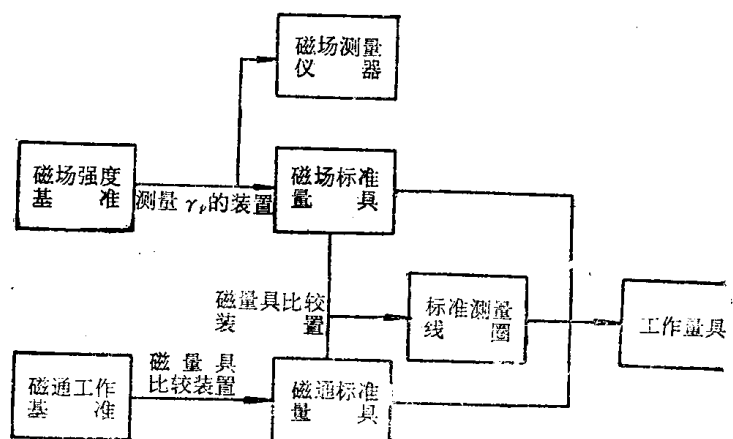 磁场测量
仪器
磁场强度
基准
测量 γₚ的装置
磁场标准
量具
磁量具比较
装置
标准测量
线圈
工作量具
磁通工作
基准
磁量具
比较装置
磁通标准
量具